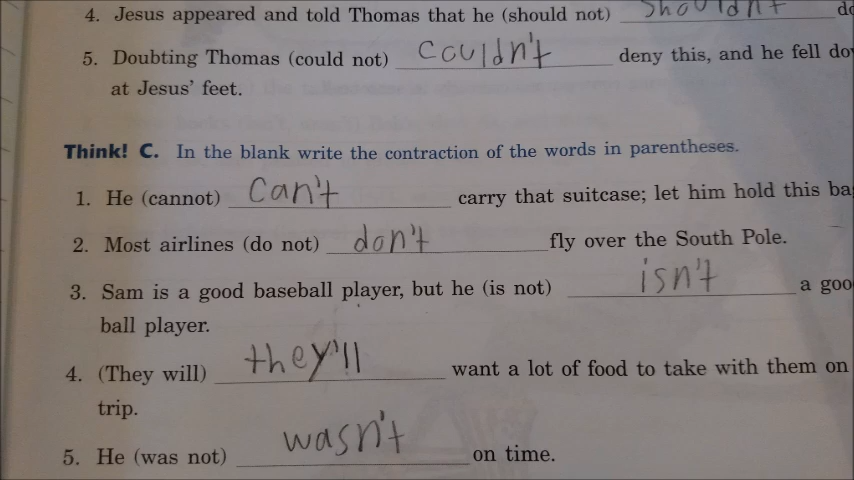 4. Jesus appeared and told Thomas that he (should not) shouldn't
5. Doubting Thomas (could not) couldn't deny this, and he fell
at Jesus' feet.
Think! C. In the blank write the contraction of the words in parentheses.
1. He (cannot) can't carry that suitcase; let him hold this
2. Most airlines (do not) don't fly over the South Pole.
3. Sam is a good baseball player, but he (is not) isn't a
ball player.
4. (They will) they'll want a lot of food to take with them on
trip.
5. He (was not) wasn't on time.